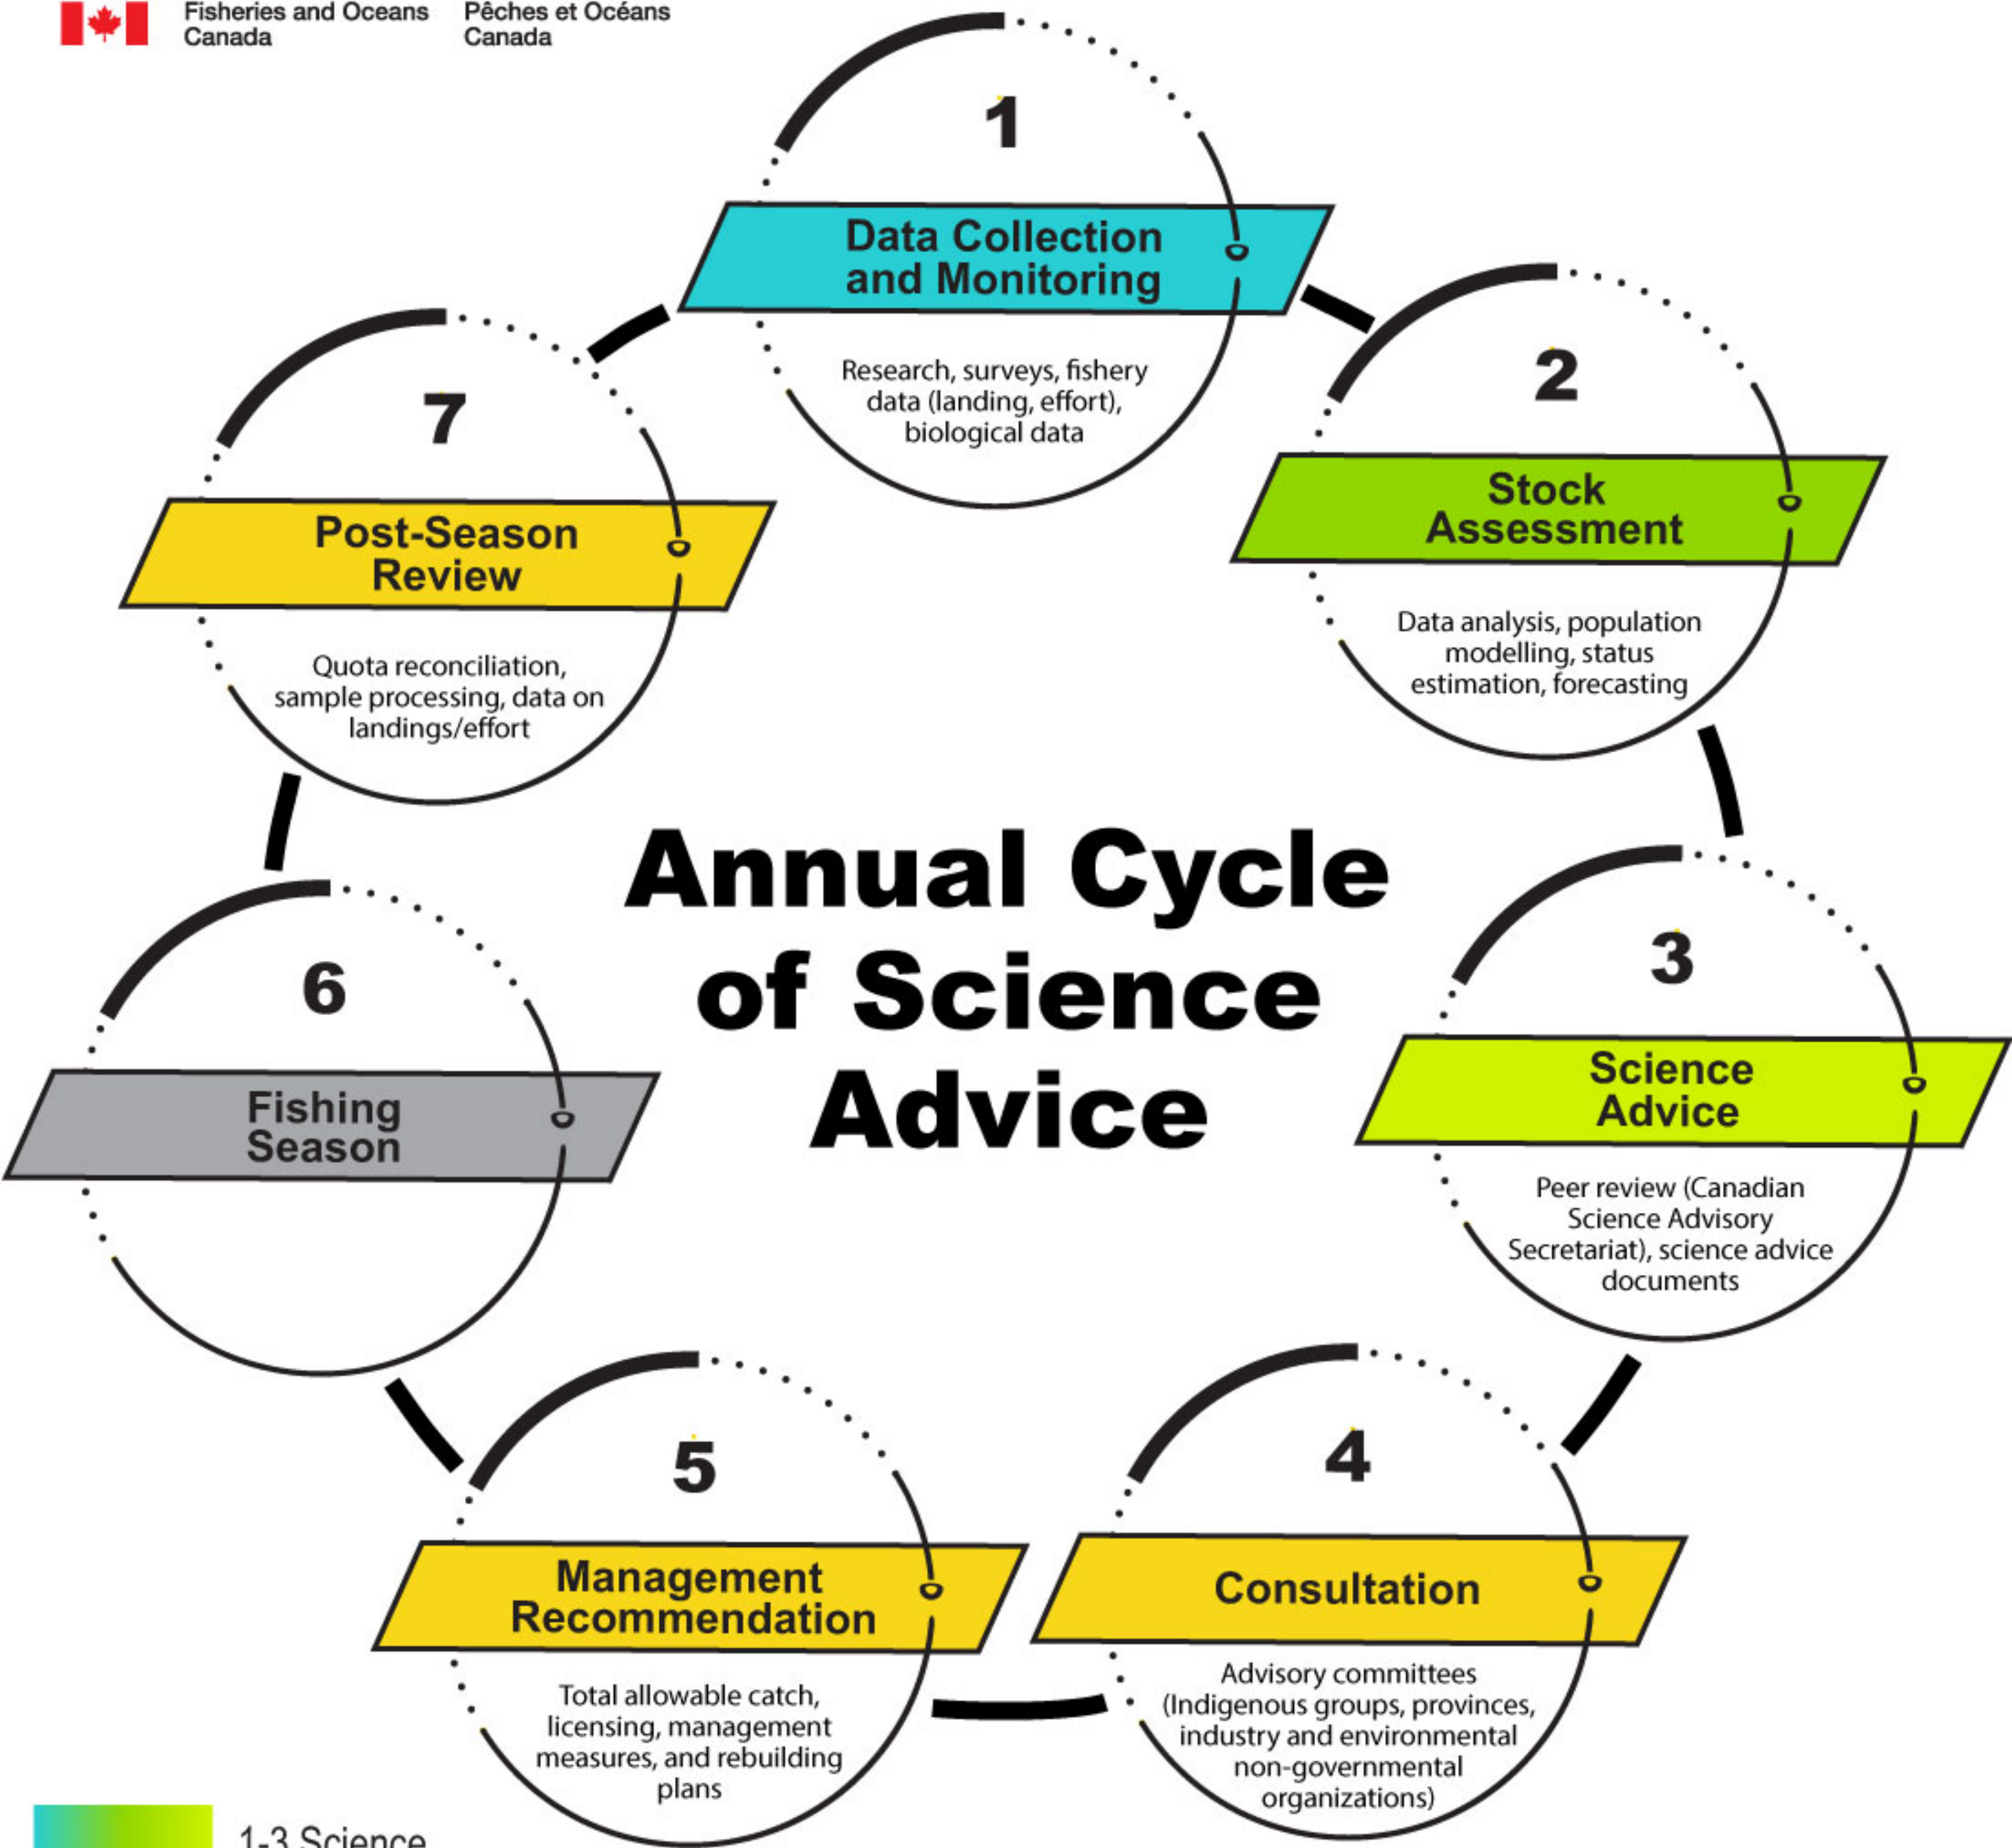 Fisheries and Oceans
Canada
Pêches et Océans
Canada
1
Data Collection
and Monitoring
Research, surveys, fishery
data (landing, effort),
biological data
2
Stock
Assessment
Data analysis, population
modelling, status
estimation, forecasting
3
Science
Advice
Peer review (Canadian
Science Advisory
Secretariat), science advice
documents
4
Consultation
Advisory committees
(Indigenous groups, provinces,
industry and environmental
non-governmental
organizations)
5
Management
Recommendation
Total allowable catch,
licensing, management
measures, and rebuilding
plans
6
Fishing
Season
7
Post-Season
Review
Quota reconciliation,
sample processing, data on
landings/effort
Annual Cycle
of Science
Advice
1-3 Science